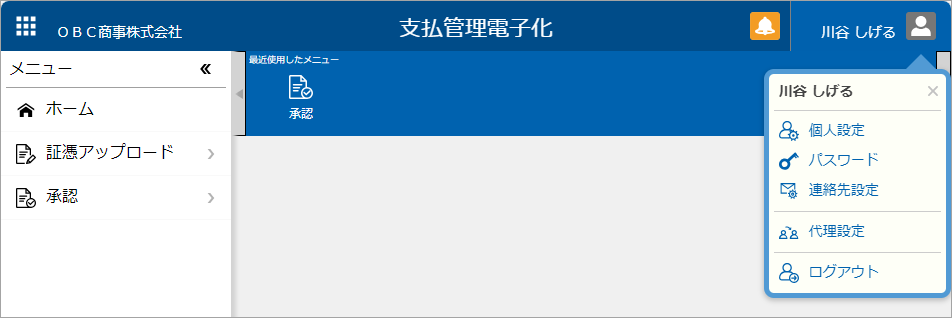 ＯＢＣ商事株式会社
支払管理電子化
川谷 しげる
メニュー
最近使用したメニュー
承認
ホーム
証憑アップロード
承認
川谷 しげる
個人設定
パスワード
連絡先設定
代理設定
ログアウト